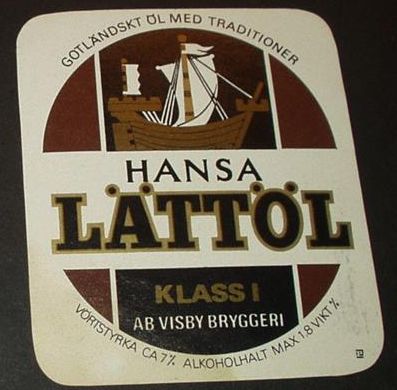 GOTLÄNDSKT ÖL MED TRADITIONER
HANSA
LÄTTÖL
KLASS I
AB VISBY BRYGGERI
VÖRTSTYRKA CA 7% ALKOHOLHALT MAX 1,8 VIKT %